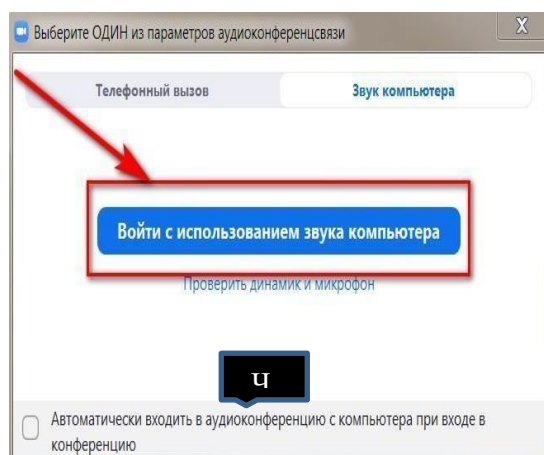 Выберите ОДИН из параметров аудиоконференцсвязи
X
Телефонный вызов
Звук компьютера
Войти с использованием звука компьютера
Проверить динамик и микрофон
ч
Автоматически входить в аудиоконференцию с компьютера при входе в
конференцию